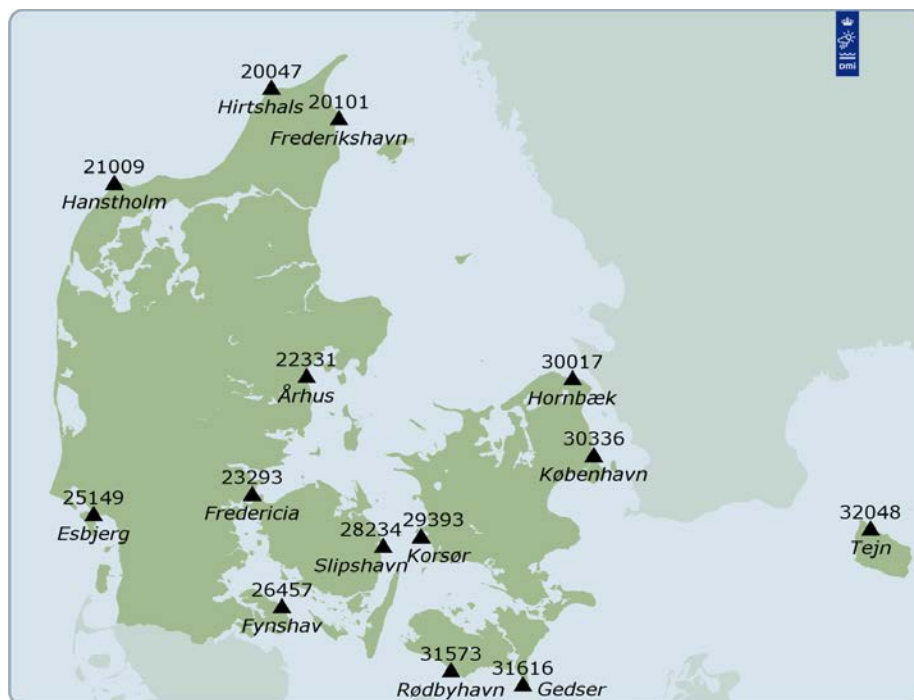 DMI
20047
Hirtshals
20101
Frederikshavn
21009
Hanstholm
22331
Århus
30017
Hornbæk
30336
København
23293
Fredericia
25149
Esbjerg
28234
Slipshavn
29393
Korsør
32048
Tejn
26457
Fynshav
31573
Rødbyhavn
31616
Gedser